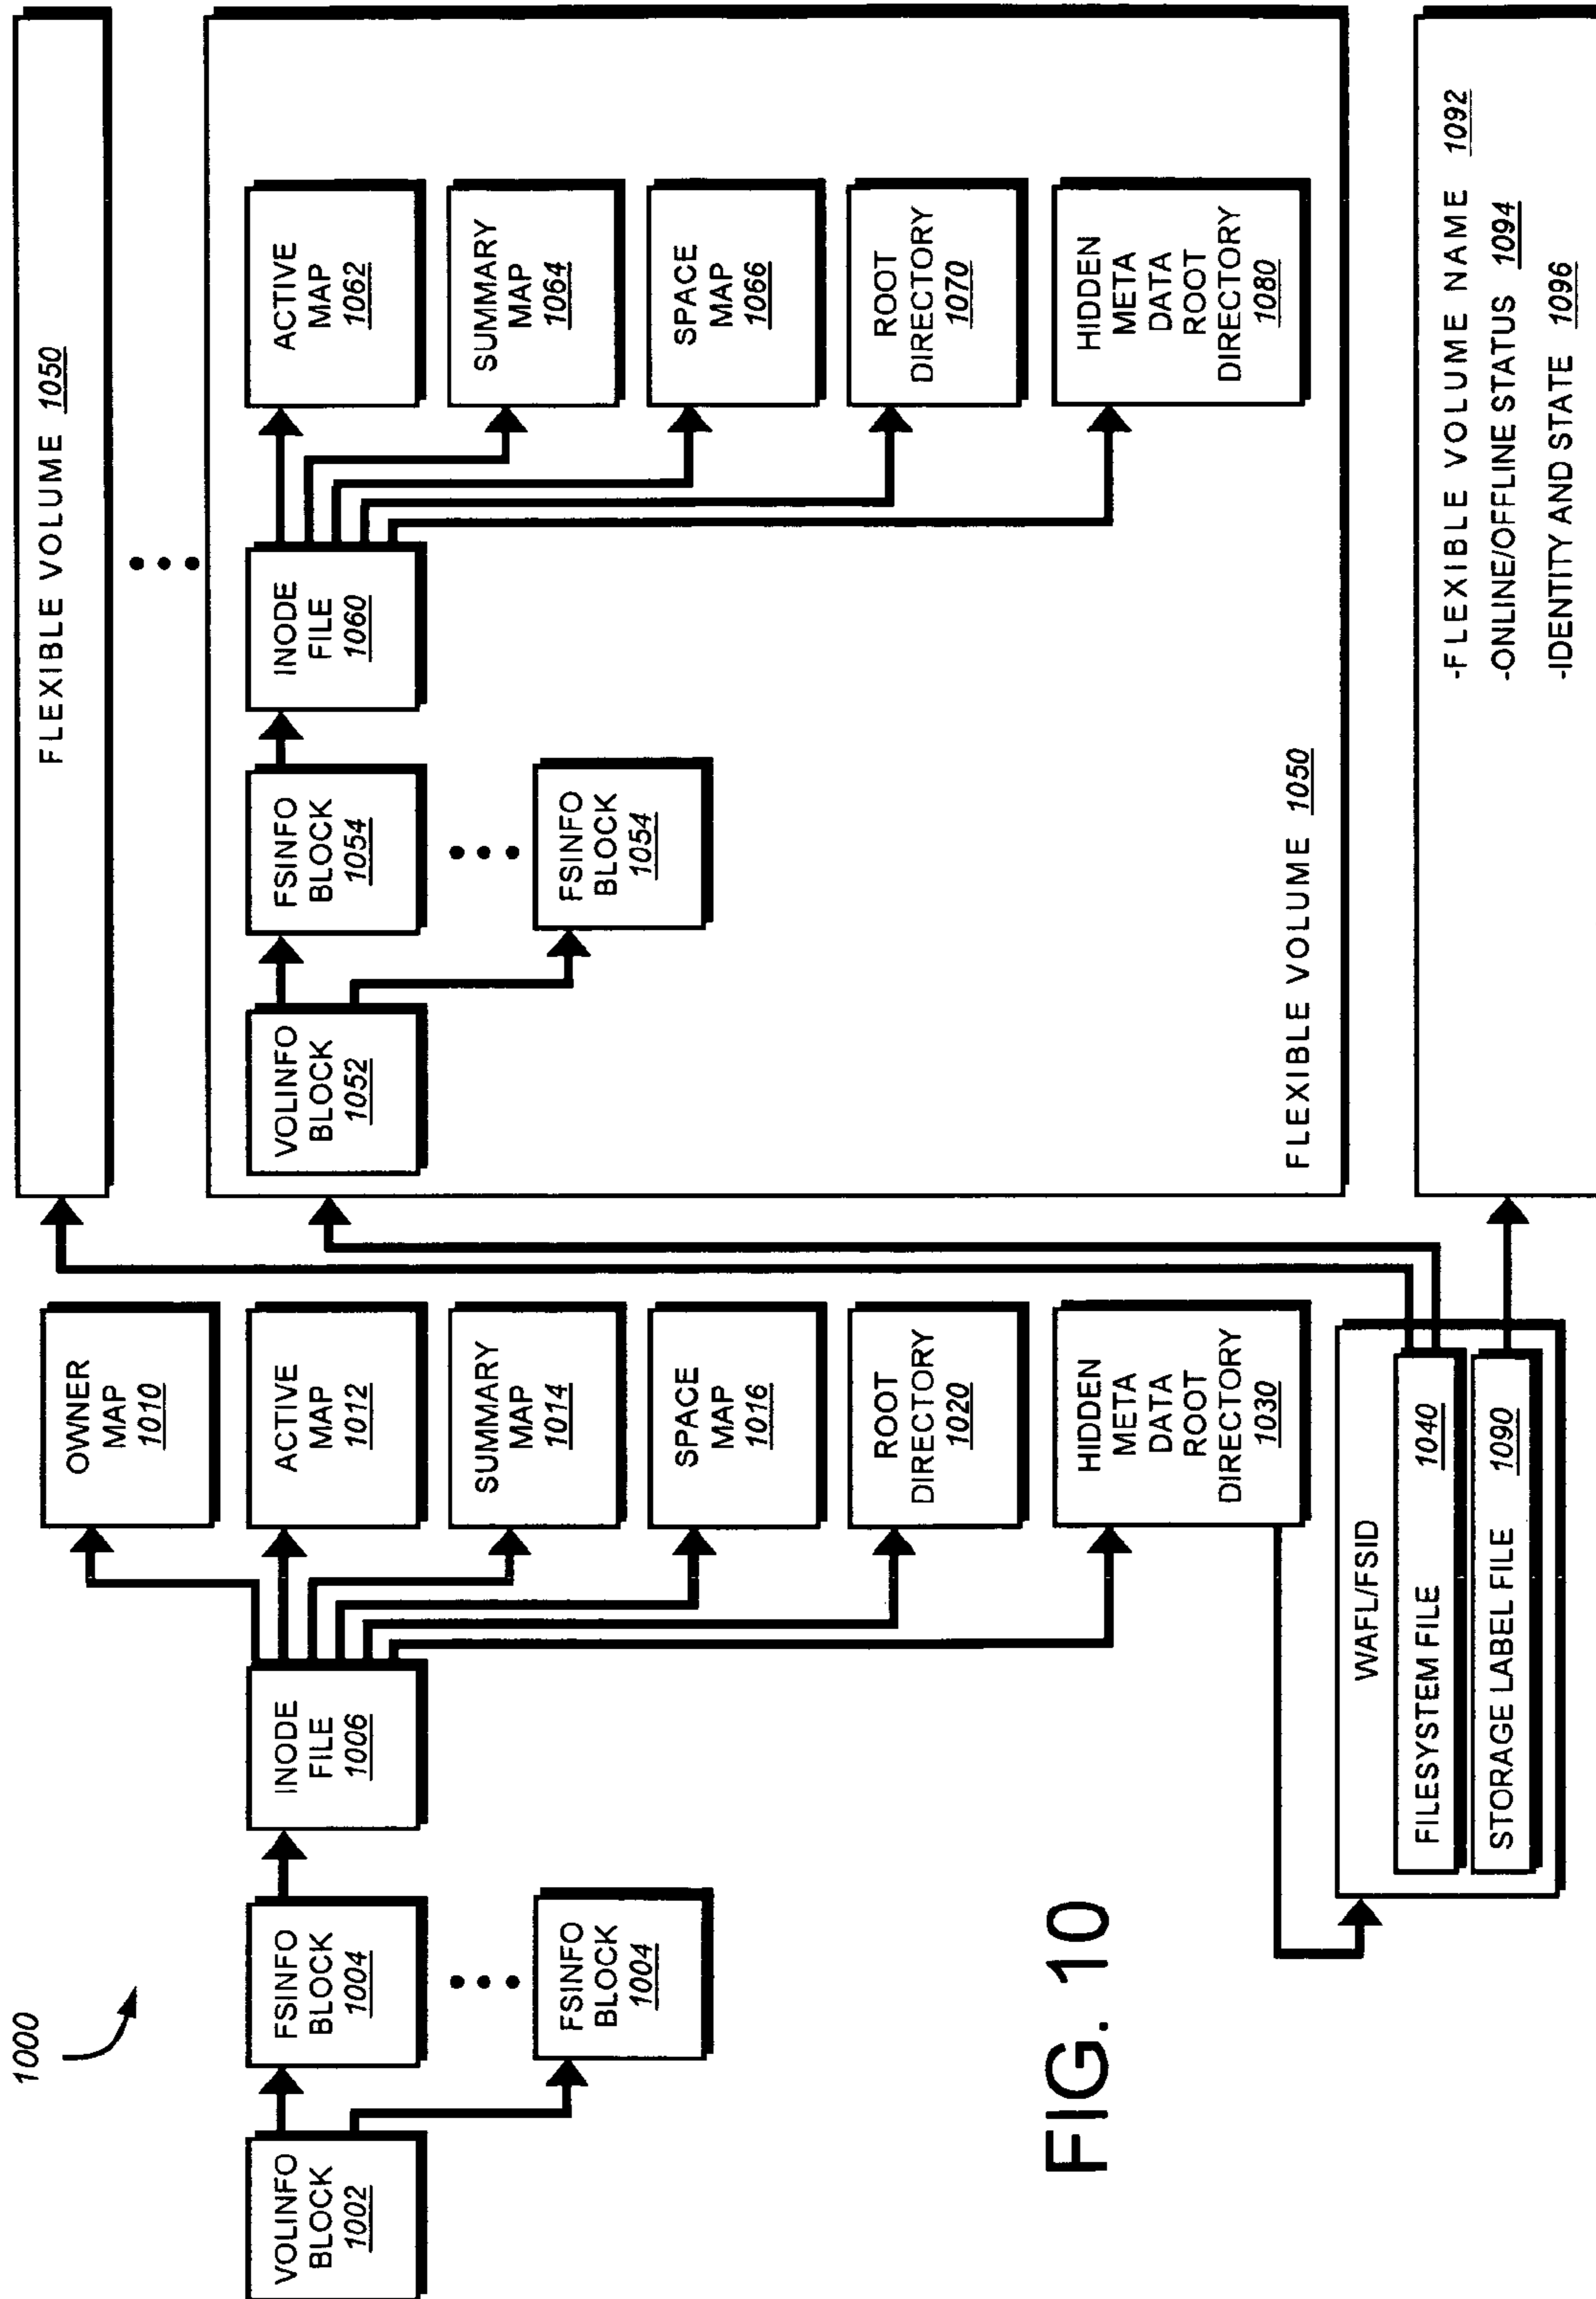 1000
VOLINFO
BLOCK
1002
FSINFO
BLOCK
1004
FSINFO
BLOCK
1004
INODE
FILE
1006
OWNER
MAP
1010
ACTIVE
MAP
1012
SUMMARY
MAP
1014
SPACE
MAP
1016
ROOT
DIRECTORY
1020
HIDDEN
META
DATA
ROOT
DIRECTORY
1030
WAFL/FSID
FILESYSTEM FILE 1040
STORAGE LABEL FILE 1090
FLEXIBLE VOLUME 1050
VOLINFO
BLOCK
1052
FSINFO
BLOCK
1054
FSINFO
BLOCK
1054
INODE
FILE
1060
ACTIVE
MAP
1062
SUMMARY
MAP
1064
SPACE
MAP
1066
ROOT
DIRECTORY
1070
HIDDEN
META
DATA
ROOT
DIRECTORY
1080
FLEXIBLE VOLUME 1050
-FLEXIBLE VOLUME NAME 1092
-ONLINE/OFFLINE STATUS 1094
-IDENTITY AND STATE 1096
FIG. 10